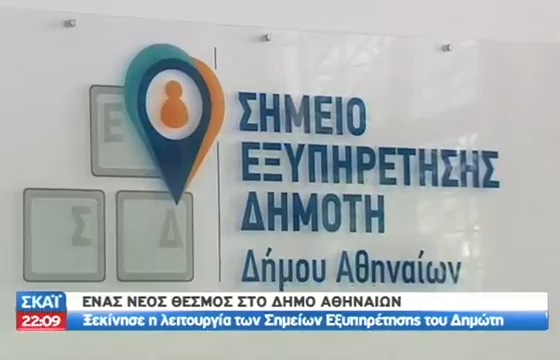 ΣΗΜΕΙΟ
ΕΞΥΠΗΡΕΤΗΣΗΣ
ΔΗΜΟΤΗ
Δήμου Αθηναίων
Ε
Σ Δ
ΣΚΑΪ ΕΝΑΣ ΝΕΟΣ ΘΕΣΜΟΣ ΣΤΟ ΔΗΜΟ ΑΘΗΝΑΙΩΝ
22:09 Ξεκίνησε η λειτουργία των Σημείων Εξυπηρέτησης του Δημώτη